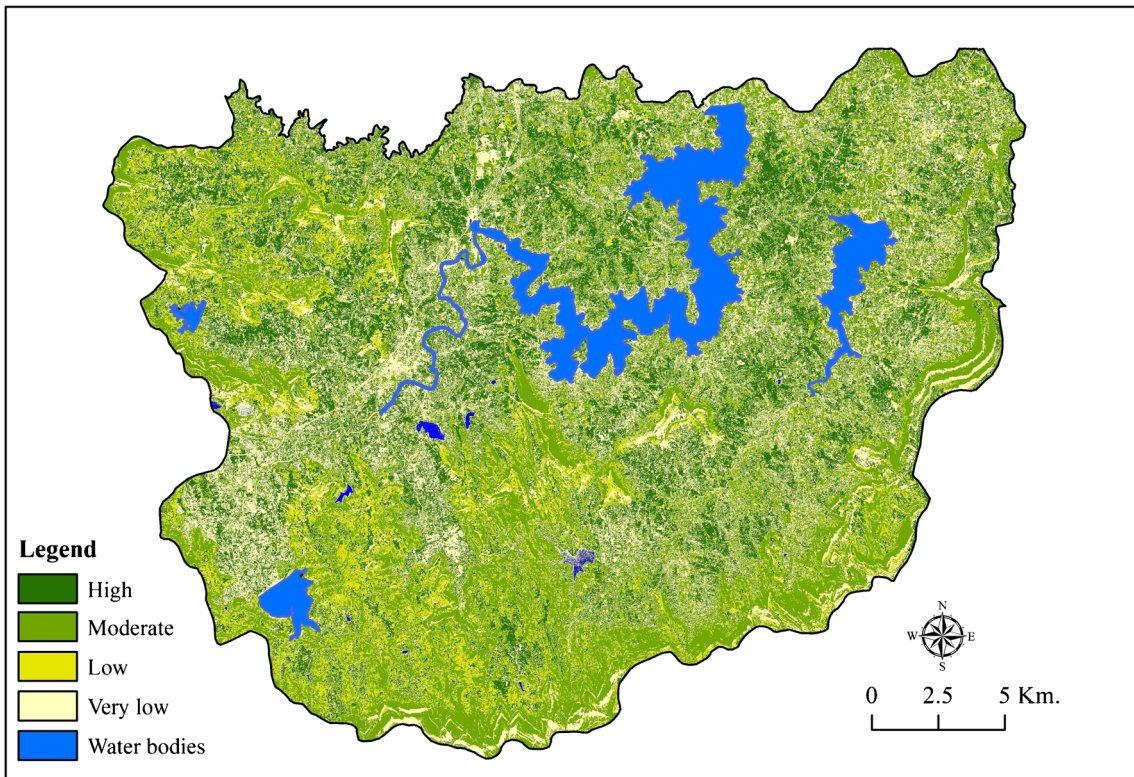 Legend
High
Moderate
Low
Very low
Water bodies
N
W E
S
0 2.5 5 Km.